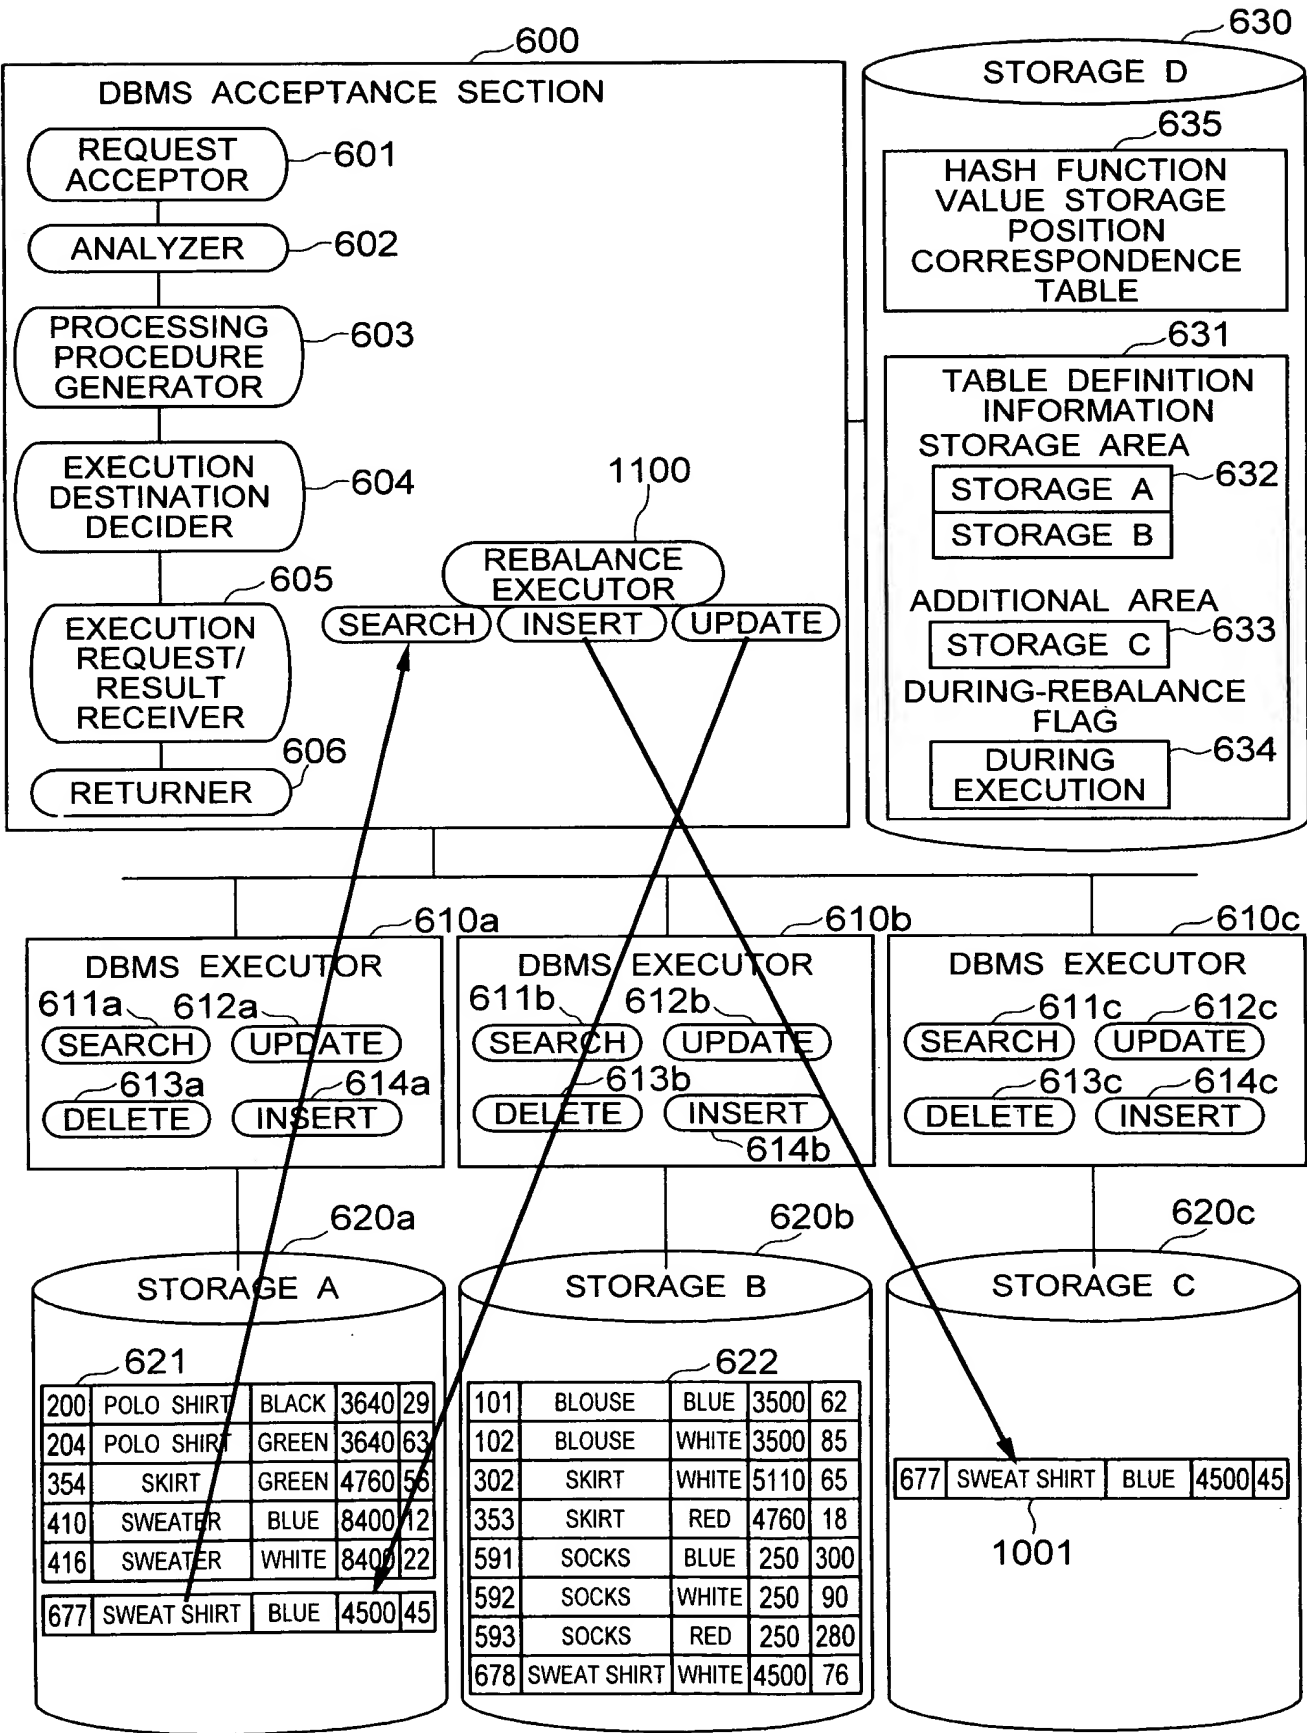 600
DBMS ACCEPTANCE SECTION
REQUEST
ACCEPTOR
601
ANALYZER
602
PROCESSING
PROCEDURE
GENERATOR
603
EXECUTION
DESTINATION
DECIDER
604
605
EXECUTION
REQUEST/
RESULT
RECEIVER
606
RETURNER
1100
REBALANCE
EXECUTOR
SEARCH INSERT UPDATE
630
STORAGE D
635
HASH FUNCTION
VALUE STORAGE
POSITION
CORRESPONDENCE
TABLE
631
TABLE DEFINITION
INFORMATION
STORAGE AREA
STORAGE A
632
STORAGE B
ADDITIONAL AREA
STORAGE C
633
DURING-REBALANCE
FLAG
DURING
EXECUTION
634
610a
DBMS EXECUTOR
611a 612a
SEARCH UPDATE
613a 614a
DELETE INSERT
610b
DBMS EXECUTOR
611b 612b
SEARCH UPDATE
613b
DELETE INSERT
614b
610c
DBMS EXECUTOR
611c 612c
SEARCH UPDATE
613c 614c
DELETE INSERT
620a
STORAGE A
621
200 POLO SHIRT BLACK 3640 29
204 POLO SHIRT GREEN 3640 63
354 SKIRT GREEN 4760 56
410 SWEATER BLUE 8400 12
416 SWEATER WHITE 8400 22
677 SWEAT SHIRT BLUE 4500 45
620b
STORAGE B
622
101 BLOUSE BLUE 3500 62
102 BLOUSE WHITE 3500 85
302 SKIRT WHITE 5110 65
353 SKIRT RED 4760 18
591 SOCKS BLUE 250 300
592 SOCKS WHITE 250 90
593 SOCKS RED 250 280
678 SWEAT SHIRT WHITE 4500 76
620c
STORAGE C
677 SWEAT SHIRT BLUE 4500 45
1001